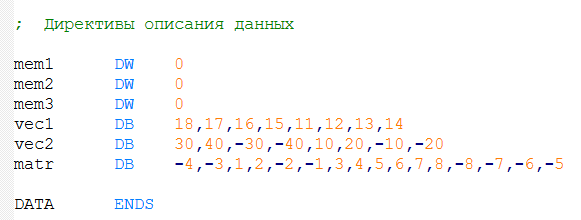 ;  Директивы описания данных
mem1      DW    0
mem2      DW    0
mem3      DW    0
vec1      DB    18,17,16,15,11,12,13,14
vec2      DB    30,40,-30,-40,10,20,-10,-20
matr      DB    -4,-3,1,2,-2,-1,3,4,5,6,7,8,-8,-7,-6,-5
DATA      ENDS